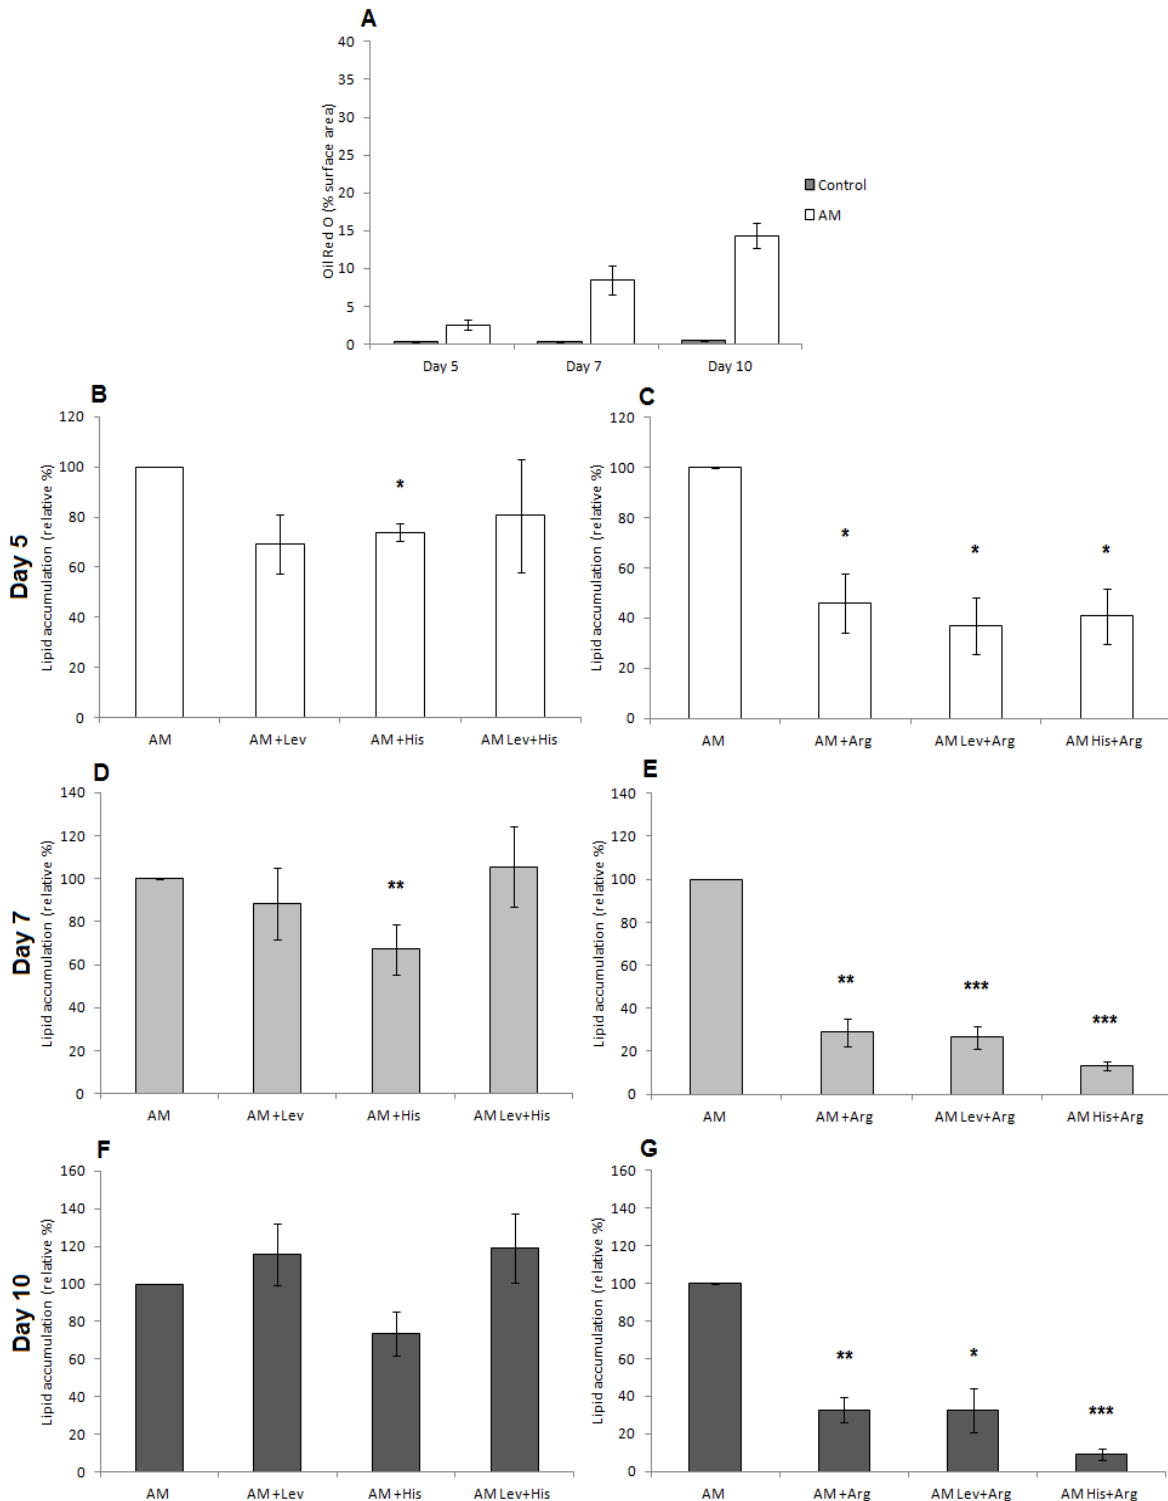 A
40
35
30
25
20
15
10
5
0
Oil Red O (% surface area)
Day 5
Day 7
Day 10
Control
AM
Day 5
B
120
100
80
60
40
20
0
Lipid accumulation (relative %)
*
AM
AM +Lev
AM +His
AM Lev+His
C
120
100
80
60
40
20
0
Lipid accumulation (relative %)
*
*
*
AM
AM +Arg
AM Lev+Arg
AM His+Arg
Day 7
D
140
120
100
80
60
40
20
0
Lipid accumulation (relative %)
**
AM
AM +Lev
AM +His
AM Lev+His
E
140
120
100
80
60
40
20
0
Lipid accumulation (relative %)
**
***
***
AM
AM +Arg
AM Lev+Arg
AM His+Arg
Day 10
F
160
140
120
100
80
60
40
20
0
Lipid accumulation (relative %)
AM
AM +Lev
AM +His
AM Lev+His
G
160
140
120
100
80
60
40
20
0
Lipid accumulation (relative %)
**
*
***
AM
AM +Arg
AM Lev+Arg
AM His+Arg